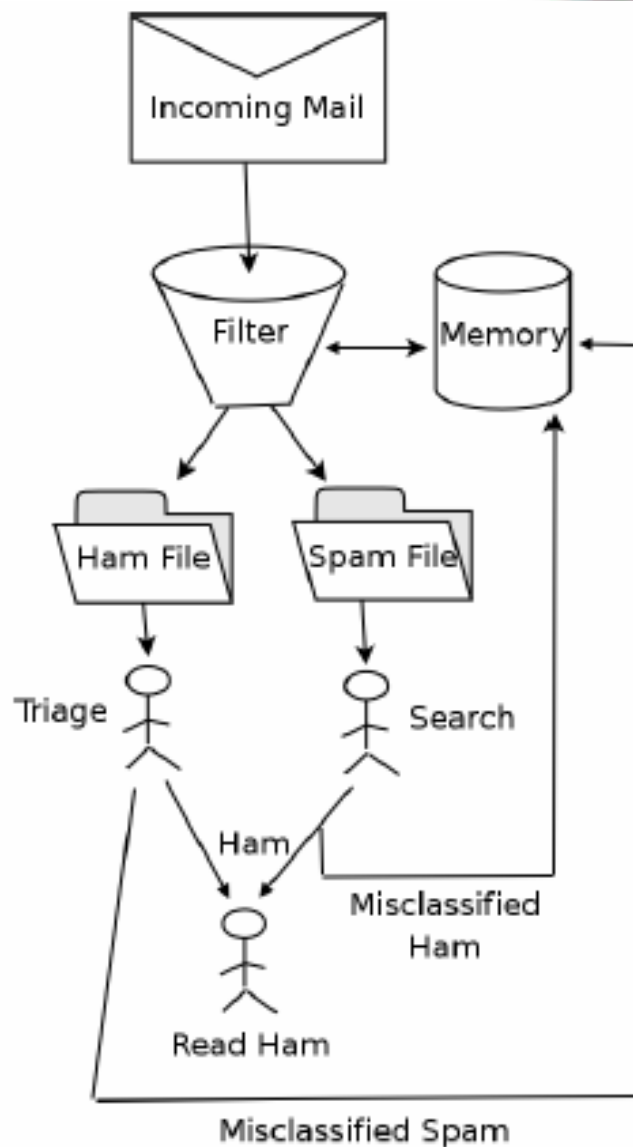 Incoming Mail
Filter
Memory
Ham File
Spam File
Triage
Search
Ham
Misclassified
Ham
Read Ham
Misclassified Spam